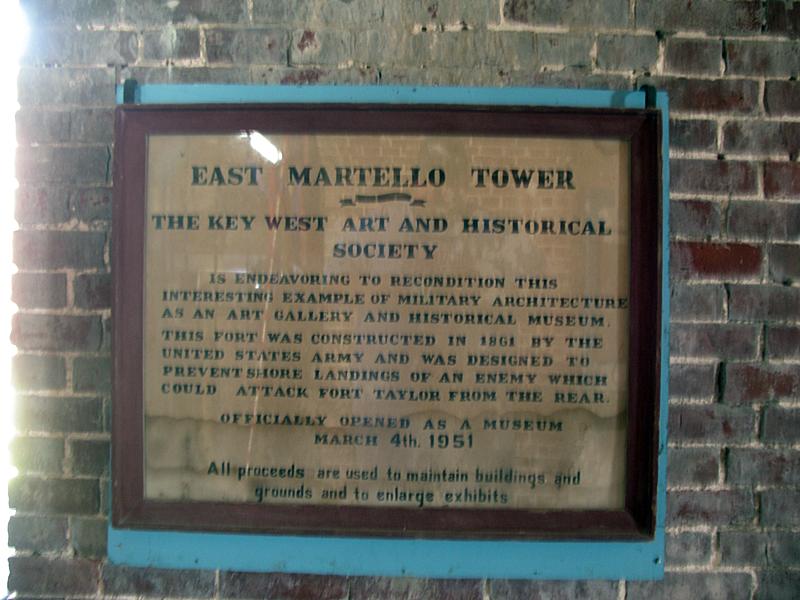 EAST MARTELLO TOWER
THE KEY WEST ART AND HISTORICAL
SOCIETY
IS ENDEAVORING TO RECONDITION THIS
INTERESTING EXAMPLE OF MILITARY ARCHITECTURE
AS AN ART GALLERY AND HISTORICAL MUSEUM.
THIS FORT WAS CONSTRUCTED IN 1861 BY THE
UNITED STATES ARMY AND WAS DESIGNED TO
PREVENT SHORE LANDINGS OF AN ENEMY WHICH
COULD ATTACK FORT TAYLOR FROM THE REAR.
OFFICIALLY OPENED AS A MUSEUM
MARCH 4th. 1951
All proceeds are used to maintain buildings and
grounds and to enlarge exhibits